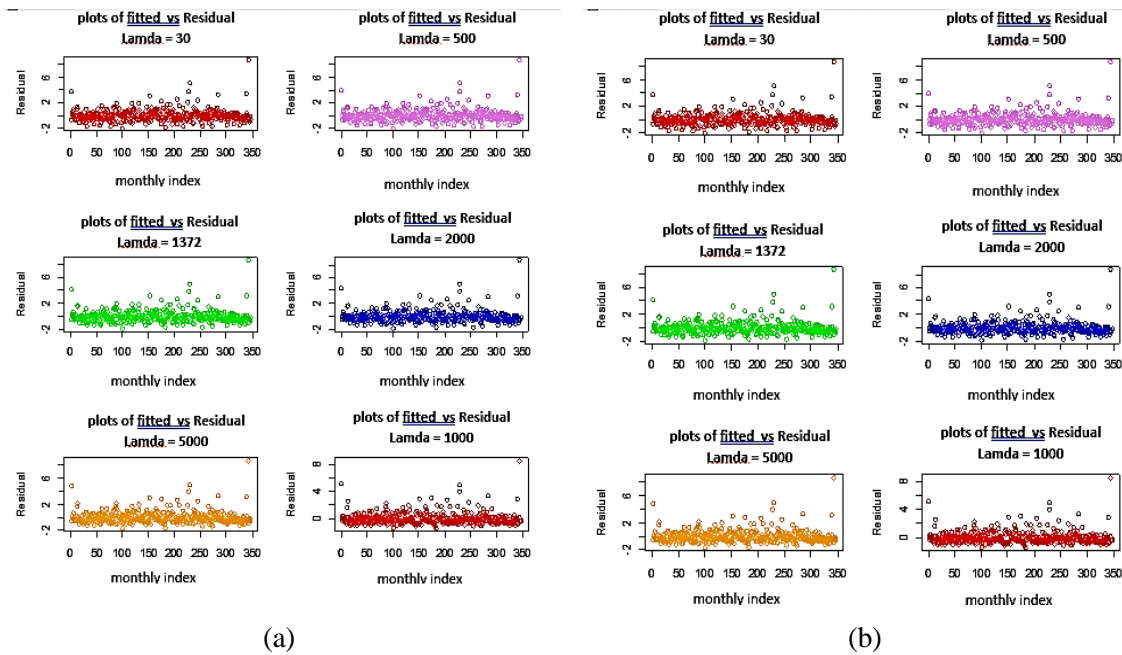 plots of fitted vs Residual
Lamda = 30
Residual
6
2
-2
0 50 100 150 200 250 300 350
monthly index
plots of fitted vs Residual
Lamda = 500
Residual
6
2
-2
0 50 100 150 200 250 300 350
monthly index
plots of fitted vs Residual
Lamda = 1372
Residual
6
2
-2
0 50 100 150 200 250 300 350
monthly index
plots of fitted vs Residual
Lamda = 2000
Residual
6
2
-2
0 50 100 150 200 250 300 350
monthly index
plots of fitted vs Residual
Lamda = 5000
Residual
6
2
-2
0 50 100 150 200 250 300 350
monthly index
plots of fitted vs Residual
Lamda = 1000
Residual
8
4
0
0 50 100 150 200 250 300 350
monthly index
(a)
plots of fitted vs Residual
Lamda = 30
Residual
6
2
-2
0 50 100 150 200 250 300 350
monthly index
plots of fitted vs Residual
Lamda = 500
Residual
6
2
-2
0 50 100 150 200 250 300 350
monthly index
plots of fitted vs Residual
Lamda = 1372
Residual
6
2
-2
0 50 100 150 200 250 300 350
monthly index
plots of fitted vs Residual
Lamda = 2000
Residual
6
2
-2
0 50 100 150 200 250 300 350
monthly index
plots of fitted vs Residual
Lamda = 5000
Residual
6
2
-2
0 50 100 150 200 250 300 350
monthly index
plots of fitted vs Residual
Lamda = 1000
Residual
8
4
0
0 50 100 150 200 250 300 350
monthly index
(b)